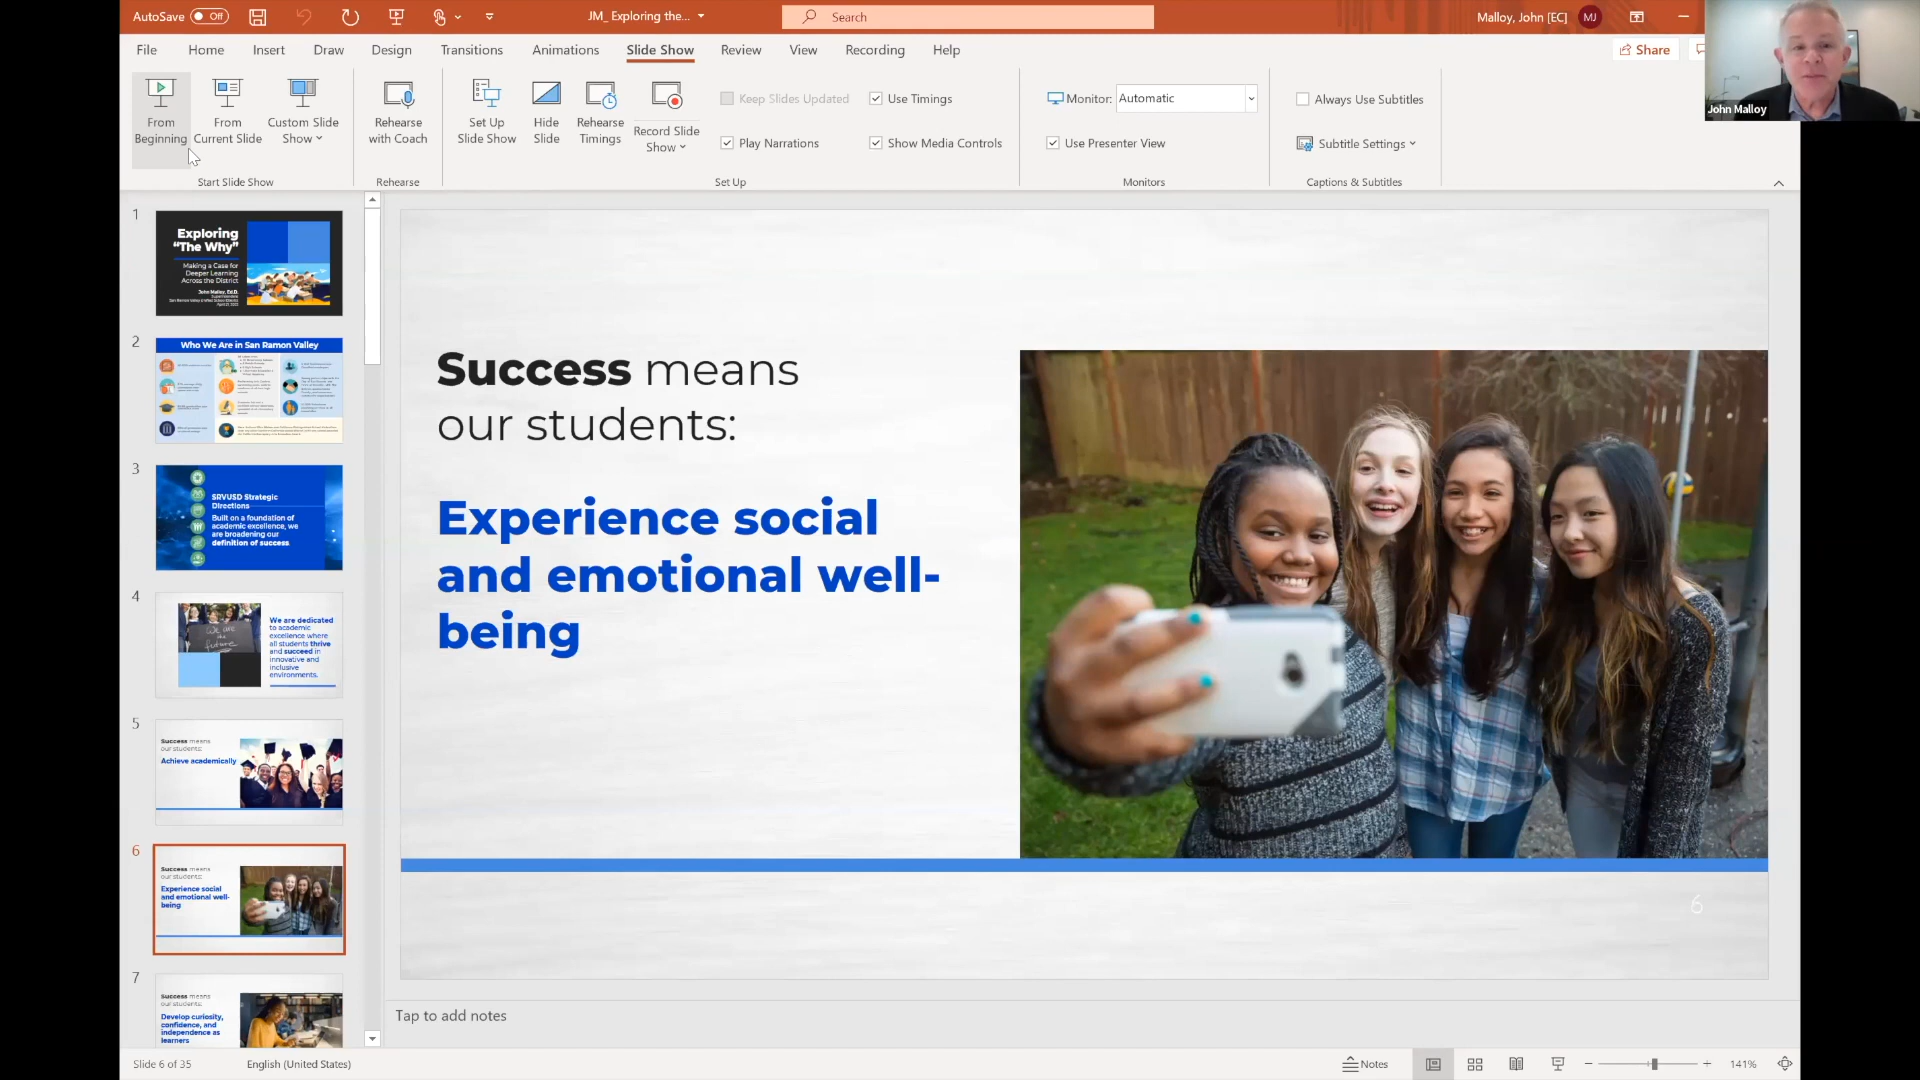 AutoSave Off
JM_ Exploring the...
Search
Malloy, John [EC]
MJ
File Home Insert Draw Design Transitions Animations Slide Show Review View Recording Help
Share
From Beginning
From Current Slide
Custom Slide Show
Rehearse with Coach
Set Up Slide Show
Hide Slide
Rehearse Timings
Record Slide Show
Keep Slides Updated
Use Timings
Play Narrations
Show Media Controls
Monitor: Automatic
Use Presenter View
Always Use Subtitles
Subtitle Settings
Start Slide Show
Rehearse
Set Up
Monitors
Captions & Subtitles
John Malloy
1
Exploring
“The Why”
Making a Case for
Deeper Learning
Across the District
John Malloy, Ed.D.
2
Who We Are in San Ramon Valley
3
SRVUSD Strategic
Directions
Built on a foundation of
academic excellence, we
are broadening our
definition of success
4
We are the future
We are dedicated
to academic
excellence where
all students thrive
and succeed in
innovative and
inclusive
environments.
5
Success means
our students:
Achieve academically
6
Success means
our students:
Experience social
and emotional well-
being
7
Success means
our students:
Develop curiosity,
confidence, and
independence as
learners
Success means
our students:
Experience social
and emotional well-
being
6
Tap to add notes
Slide 6 of 35
English (United States)
Notes
141%